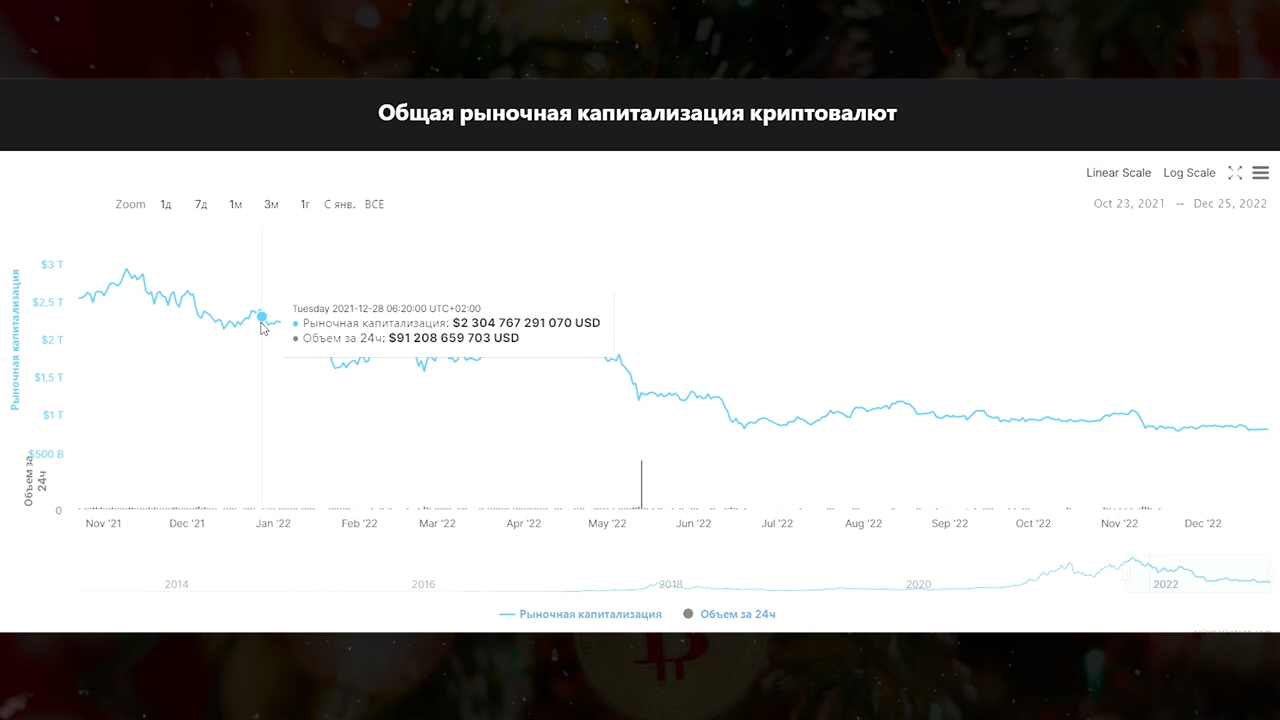 Общая рыночная капитализация криптовалют
Linear Scale Log Scale
Zoom 1д 7д 1м 3м 1г С янв. ВСЕ
Oct 23, 2021 — Dec 25, 2022
Рыночная капитализация
$3 T
$2,5 T
$2 T
$1,5 T
$1 T
$500 B
0
Объем за
24ч
Tuesday 2021-12-28 06:20:00 UTC+02:00
Рыночная капитализация: $2 304 767 291 070 USD
Объем за 24ч: $91 208 659 703 USD
Nov '21 Dec '21 Jan '22 Feb '22 Mar '22 Apr '22 May '22 Jun '22 Jul '22 Aug '22 Sep '22 Oct '22 Nov '22 Dec '22
2014 2016 2018 2020 2022
Рыночная капитализация Объем за 24ч